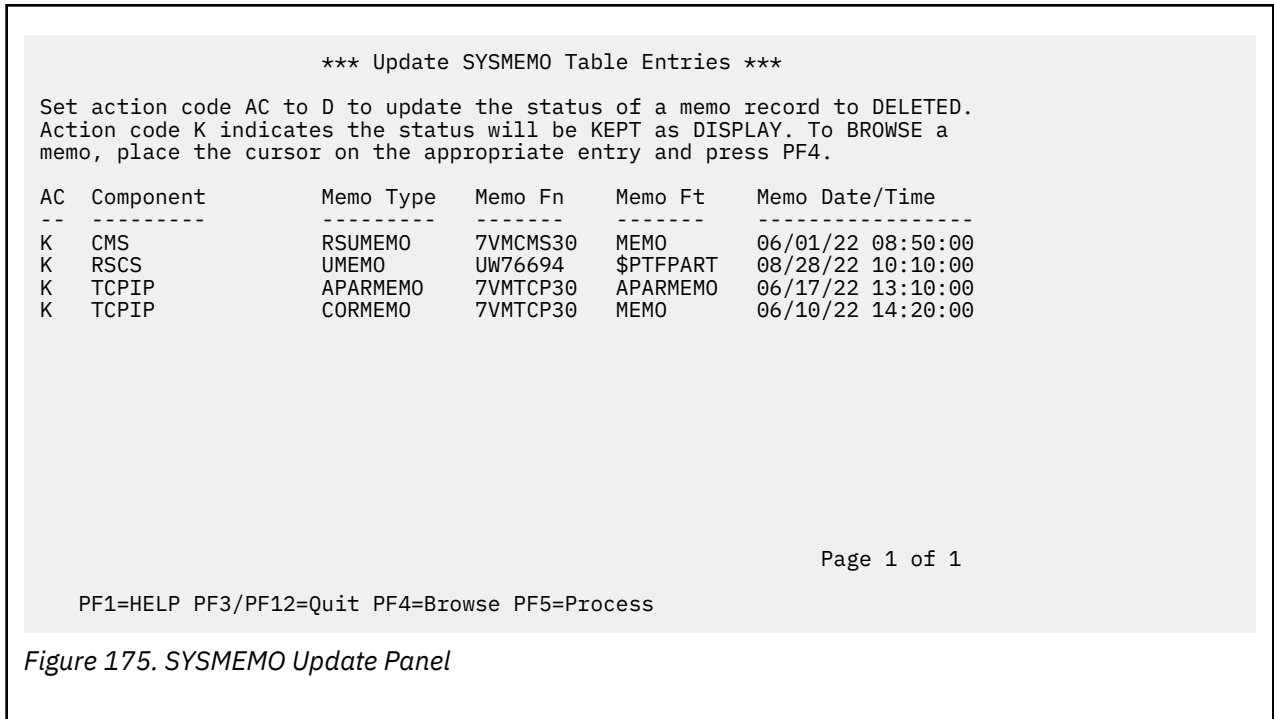 *** Update SYSMEMO Table Entries ***
Set action code AC to D to update the status of a memo record to DELETED.
Action code K indicates the status will be KEPT as DISPLAY. To BROWSE a
memo, place the cursor on the appropriate entry and press PF4.
AC Component Memo Type Memo Fn Memo Ft Memo Date/Time
-- --------- --------- ------- ------- -----------------
K CMS RSUMEMO 7VMCMS30 MEMO 06/01/22 08:50:00
K RSCS UMEMO UW76694 $PTFPART 08/28/22 10:10:00
K TCPIP APARMEMO 7VMTCP30 APARMEMO 06/17/22 13:10:00
K TCPIP CORMEMO 7VMTCP30 MEMO 06/10/22 14:20:00
Page 1 of 1
PF1=HELP PF3/PF12=Quit PF4=Browse PF5=Process
Figure 175. SYSMEMO Update Panel